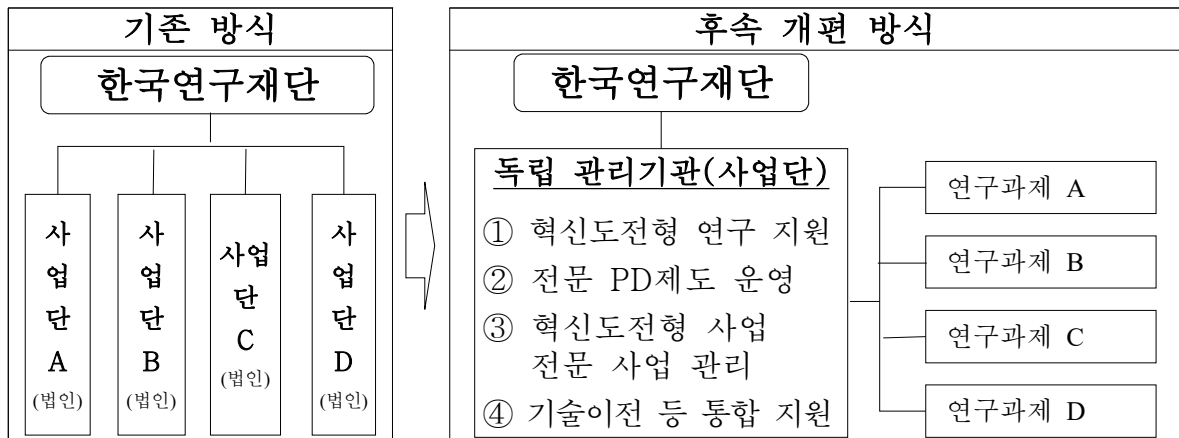 기존 방식
한국연구재단
사
업
단
A
(법인)
사
업
단
B
(법인)
사업
단
C
(법인)
사
업
단
D
(법인)
후속 개편 방식
한국연구재단
독립 관리기관(사업단)
① 혁신도전형 연구 지원
② 전문 PD제도 운영
③ 혁신도전형 사업
전문 사업 관리
④ 기술이전 등 통합 지원
연구과제 A
연구과제 B
연구과제 C
연구과제 D